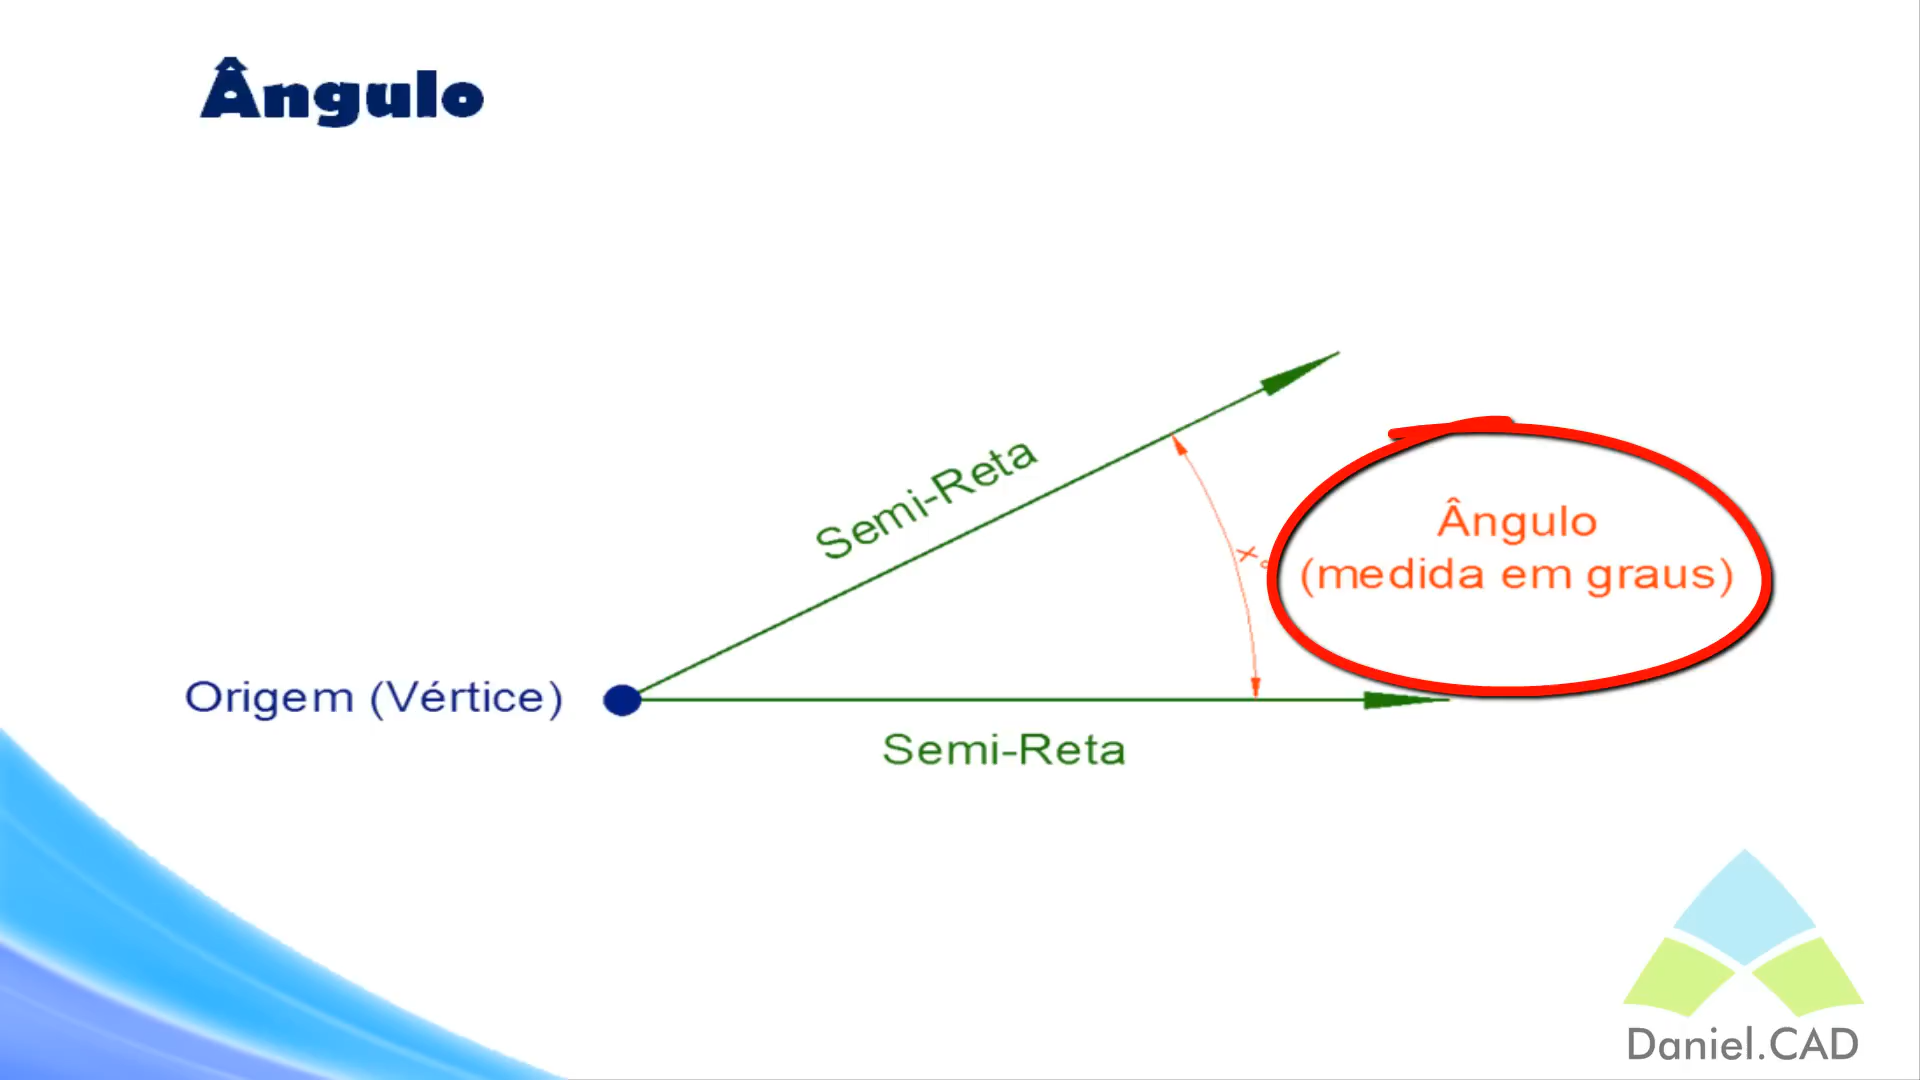 Ângulo
Semi-Reta
x°
Ângulo
(medida em graus)
Origem (Vértice)
Semi-Reta
Daniel.CAD